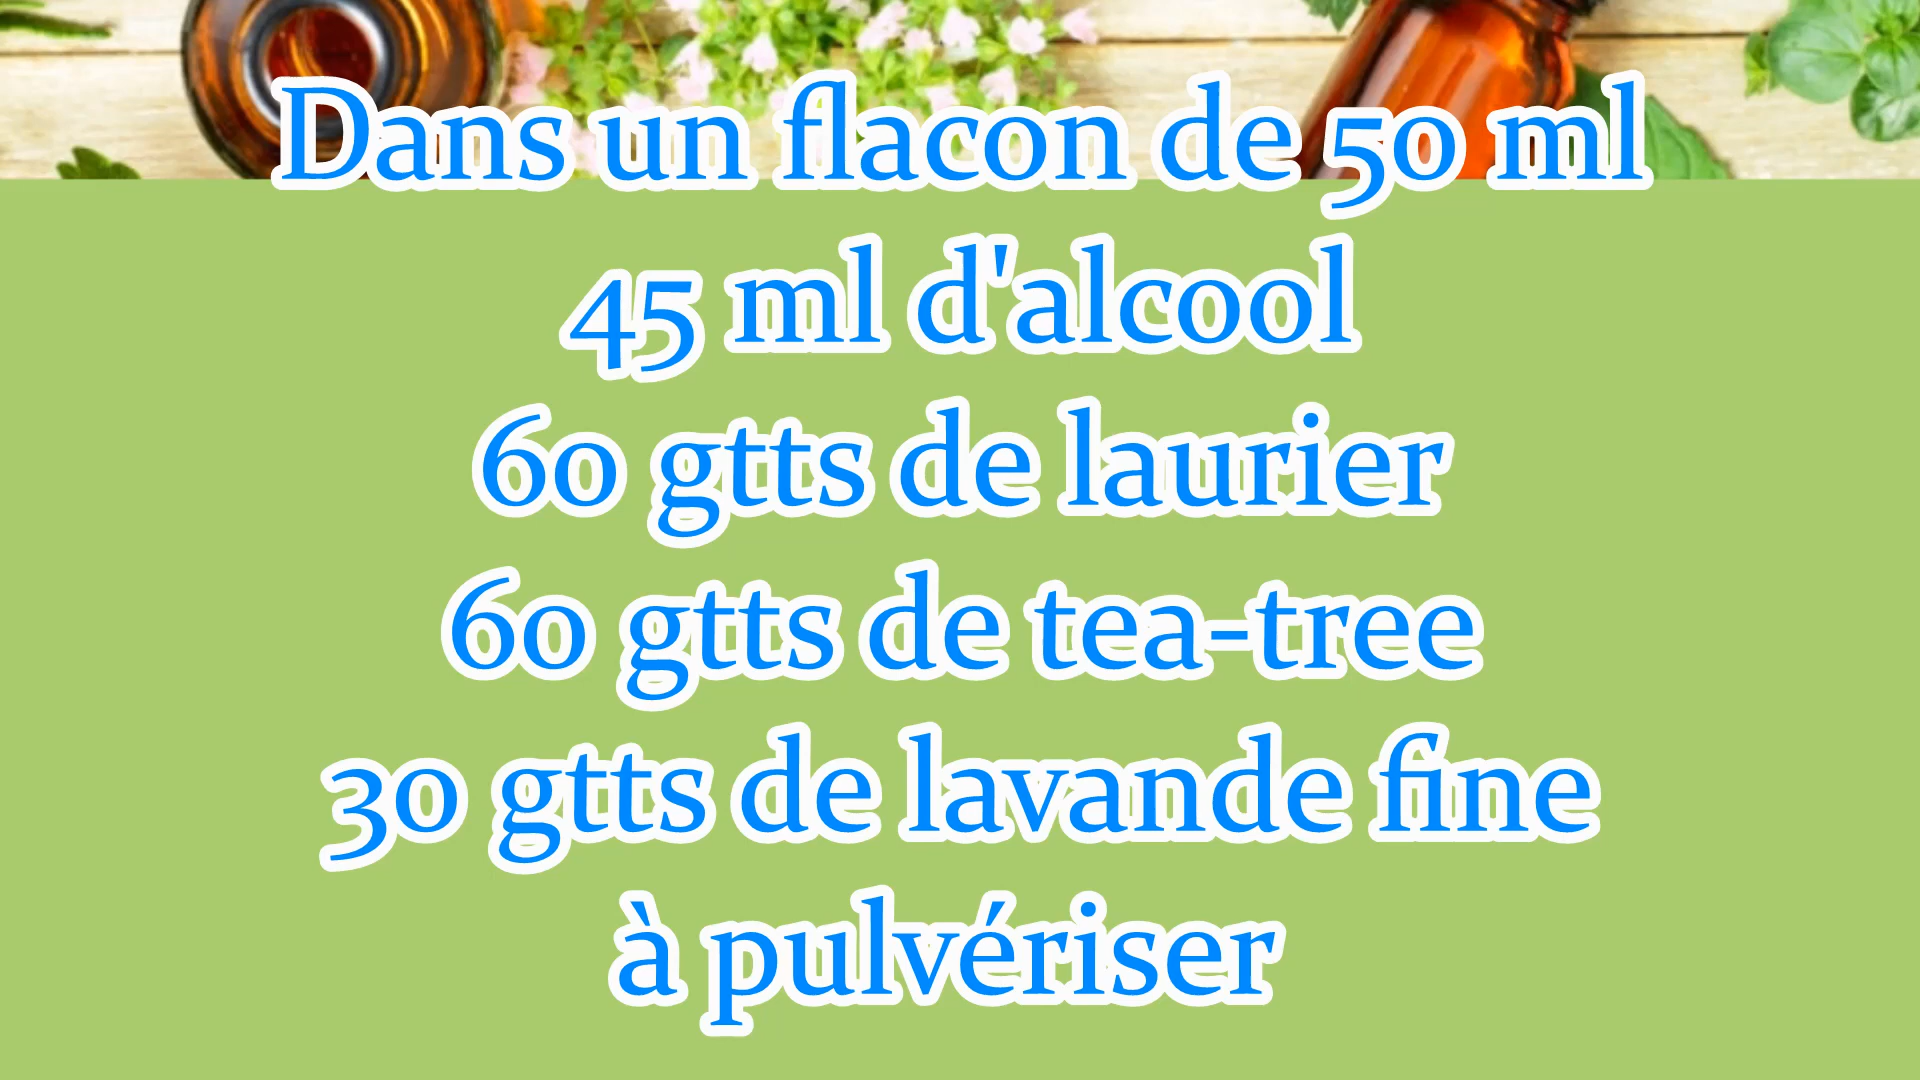 Dans un flacon de 50 ml
45 ml d'alcool
60 gtts de laurier
60 gtts de tea-tree
30 gtts de lavande fine
à pulvériser